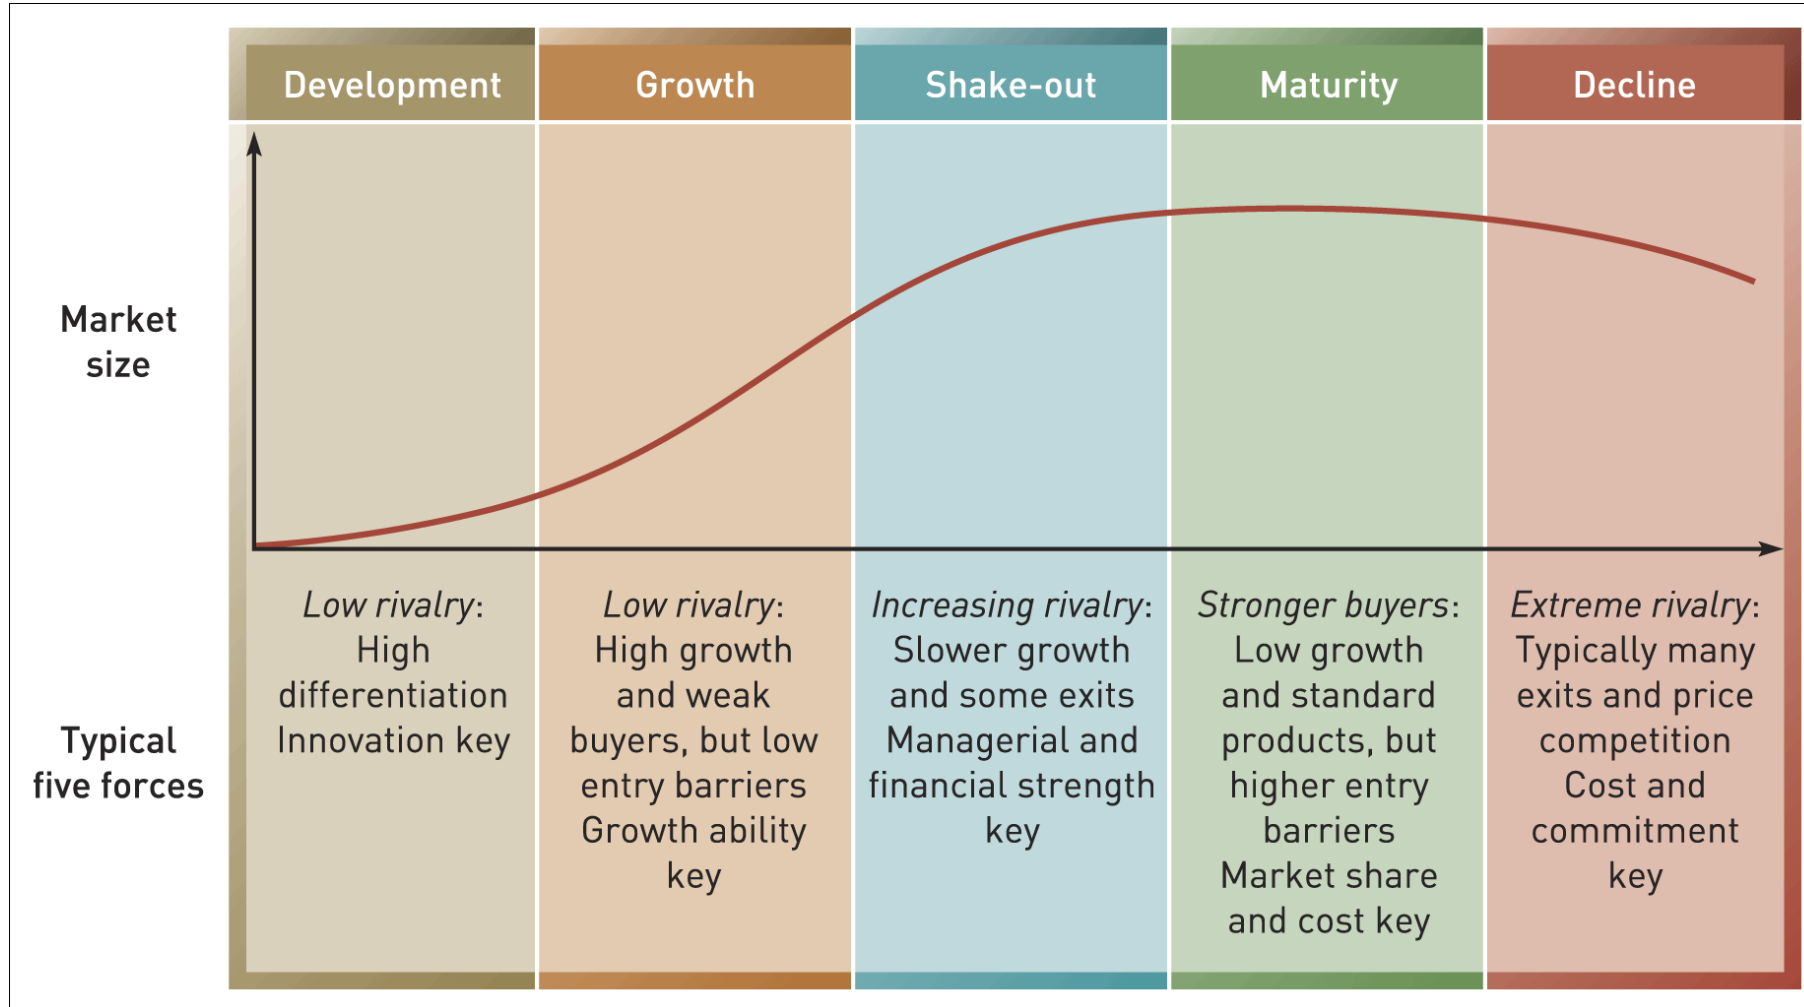 Development
Growth
Shake-out
Maturity
Decline
Market
size
Typical
five forces
Low rivalry:
High
differentiation
Innovation key
Low rivalry:
High growth
and weak
buyers, but low
entry barriers
Growth ability
key
Increasing rivalry:
Slower growth
and some exits
Managerial and
financial strength
key
Stronger buyers:
Low growth
and standard
products, but
higher entry
barriers
Market share
and cost key
Extreme rivalry:
Typically many
exits and price
competition
Cost and
commitment
key